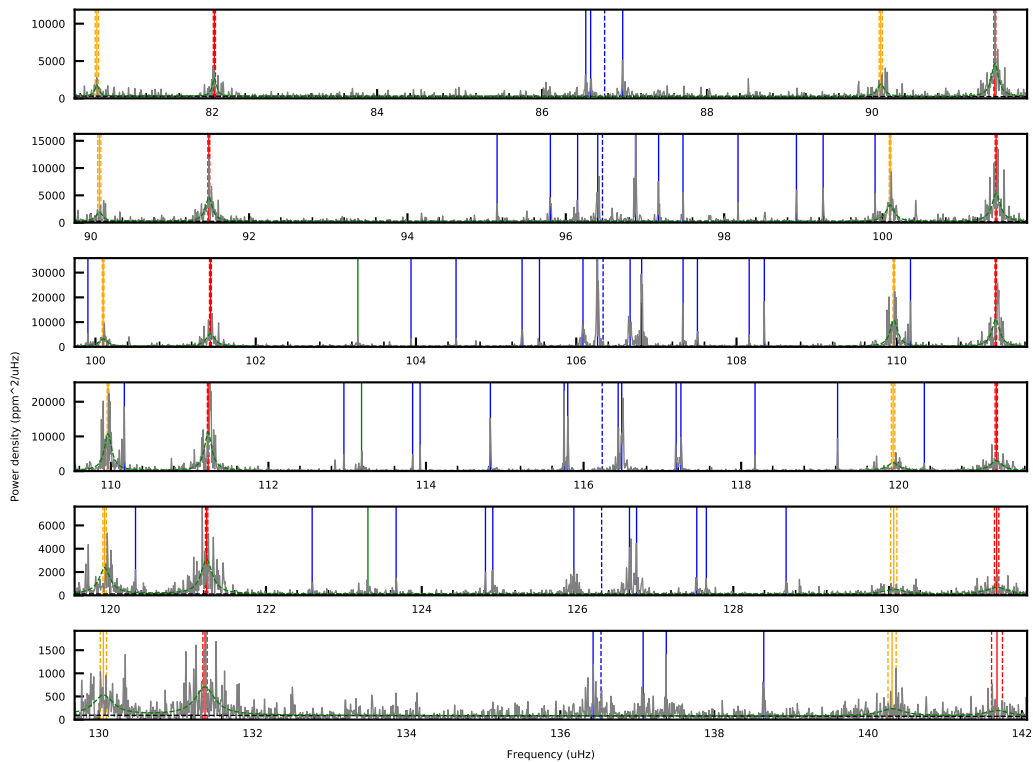 10000
5000
0
82 84 86 88 90
15000
10000
5000
0
90 92 94 96 98 100
30000
20000
10000
0
100 102 104 106 108 110
Power density (ppm^2/uHz)
20000
10000
0
110 112 114 116 118 120
6000
4000
2000
0
120 122 124 126 128 130
1500
1000
500
0
130 132 134 136 138 140 142
Frequency (uHz)